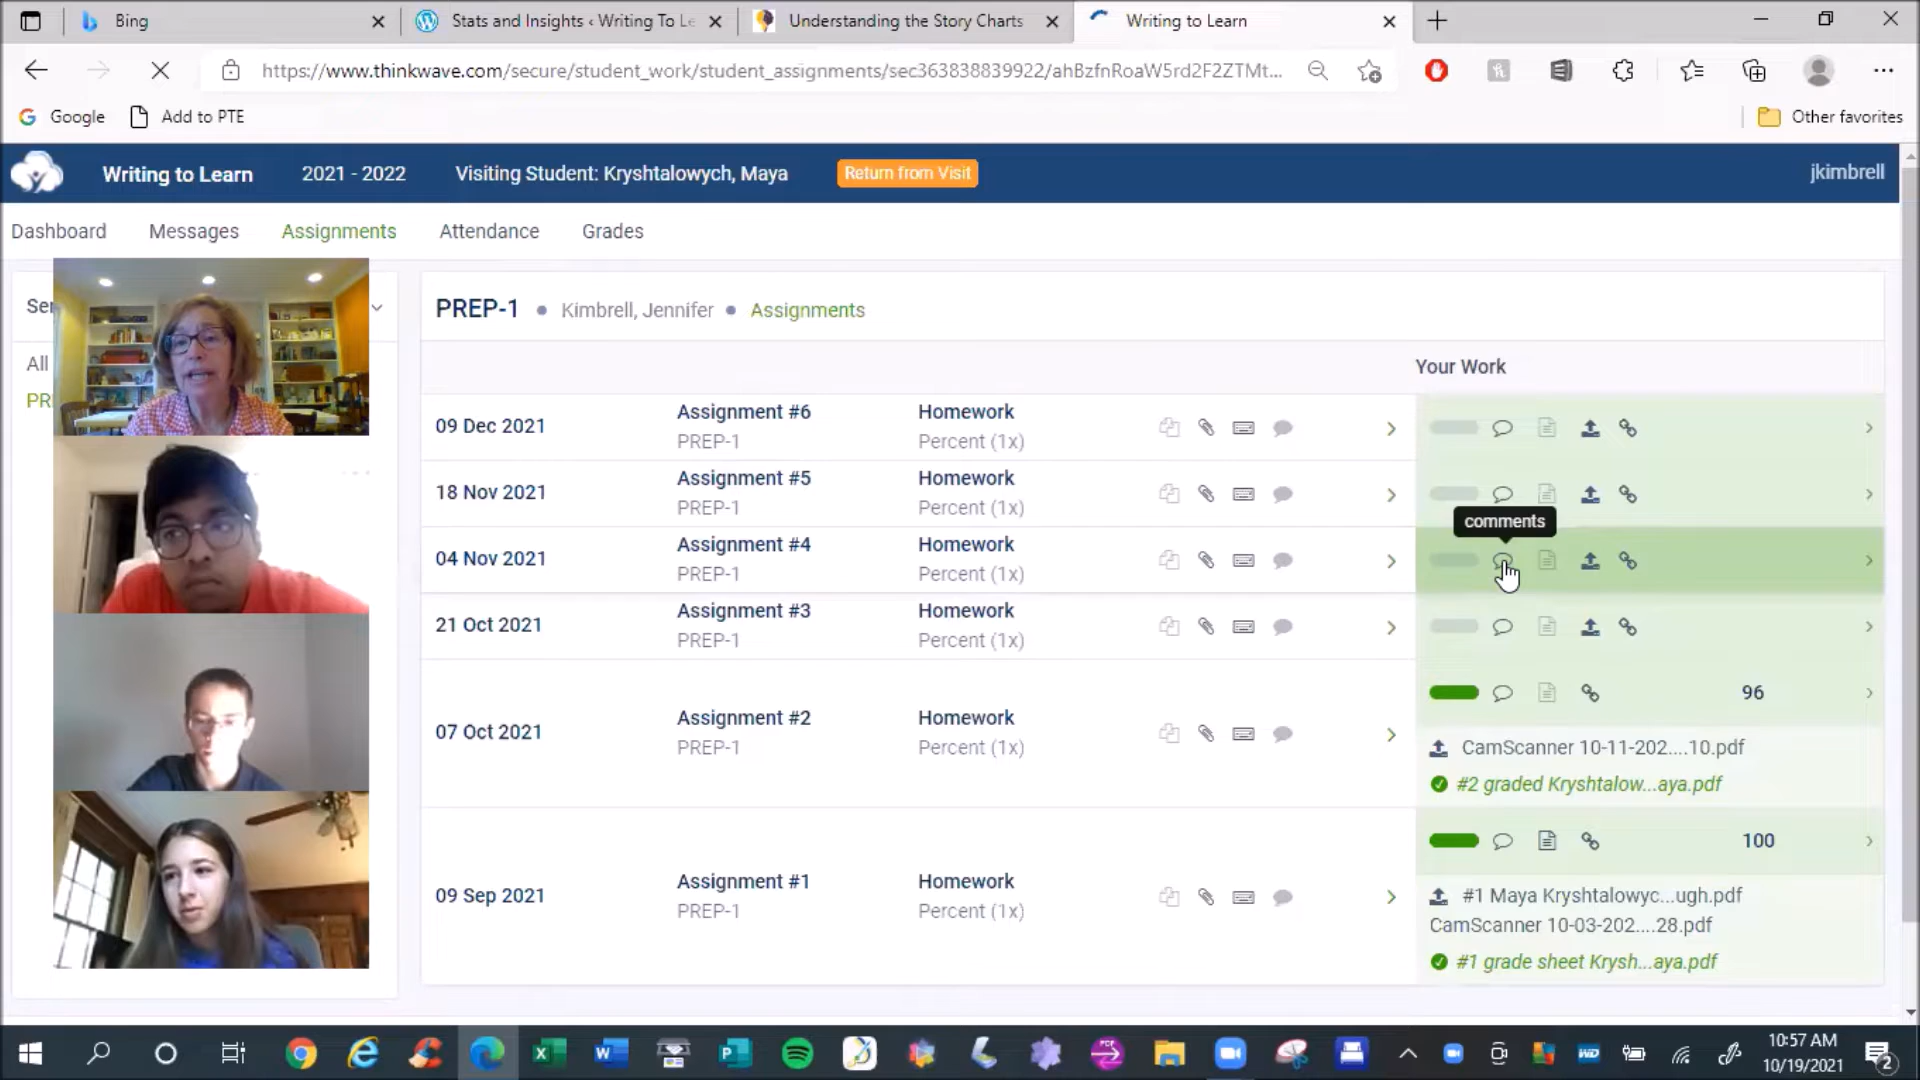 Bing
Stats and Insights ‹ Writing To Le
Understanding the Story Charts
Writing to Learn
https://www.thinkwave.com/secure/student_work/student_assignments/sec363838839922/ahBzfnRoaW5rd2F2ZTMt...
Google
Add to PTE
Other favorites
Writing to Learn
2021 - 2022
Visiting Student: Kryshtalowych, Maya
Return from Visit
jkimbrell
Dashboard
Messages
Assignments
Attendance
Grades
Ser
All
PRI
PREP-1 • Kimbrell, Jennifer • Assignments
Your Work
09 Dec 2021
Assignment #6
PREP-1
Homework
Percent (1x)
18 Nov 2021
Assignment #5
PREP-1
Homework
Percent (1x)
comments
04 Nov 2021
Assignment #4
PREP-1
Homework
Percent (1x)
21 Oct 2021
Assignment #3
PREP-1
Homework
Percent (1x)
07 Oct 2021
Assignment #2
PREP-1
Homework
Percent (1x)
96
CamScanner 10-11-202....10.pdf
#2 graded Kryshtalow...aya.pdf
09 Sep 2021
Assignment #1
PREP-1
Homework
Percent (1x)
100
#1 Maya Kryshtalowyc...ugh.pdf
CamScanner 10-03-202....28.pdf
#1 grade sheet Krysh...aya.pdf
10:57 AM
10/19/2021
2